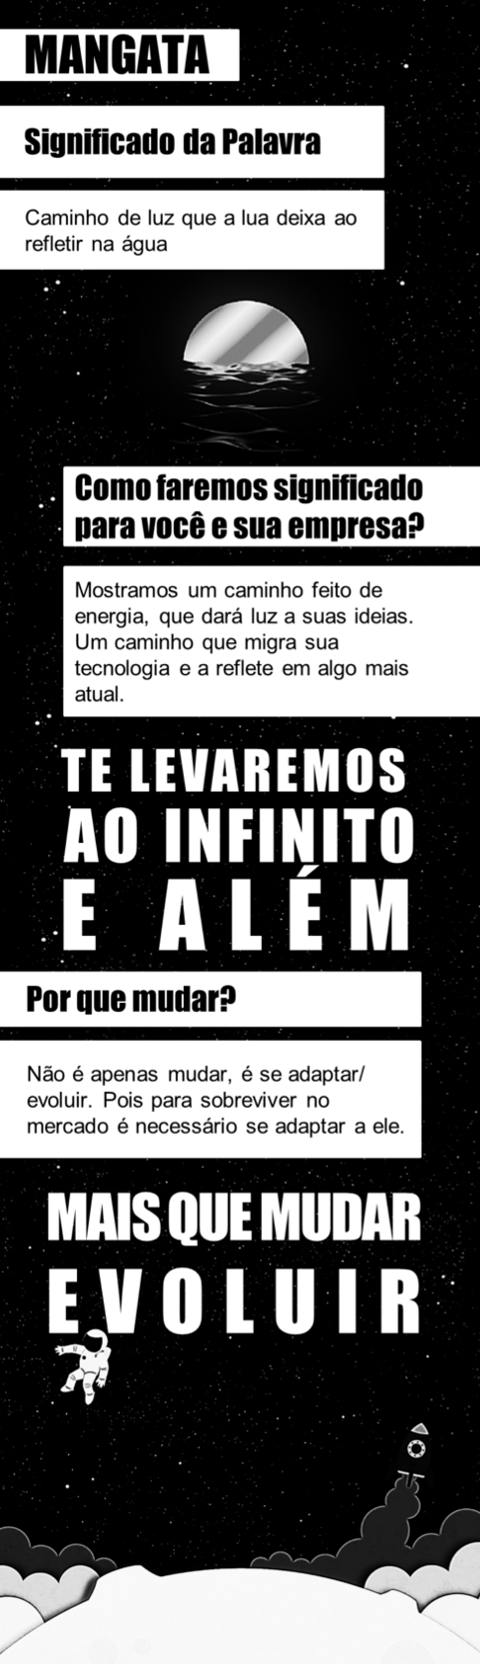 MANGATA
Significado da Palavra
Caminho de luz que a lua deixa ao
refletir na água
Como faremos significado
para você e sua empresa?
Mostramos um caminho feito de
energia, que dará luz a suas ideias.
Um caminho que migra sua
tecnologia e a reflete em algo mais
atual.
TE LEVAREMOS
AO INFINITO
E ALÉM
Por que mudar?
Não é apenas mudar, é se adaptar/
evoluir. Pois para sobreviver no
mercado é necessário se adaptar a ele.
MAIS QUE MUDAR
EVOLUIR